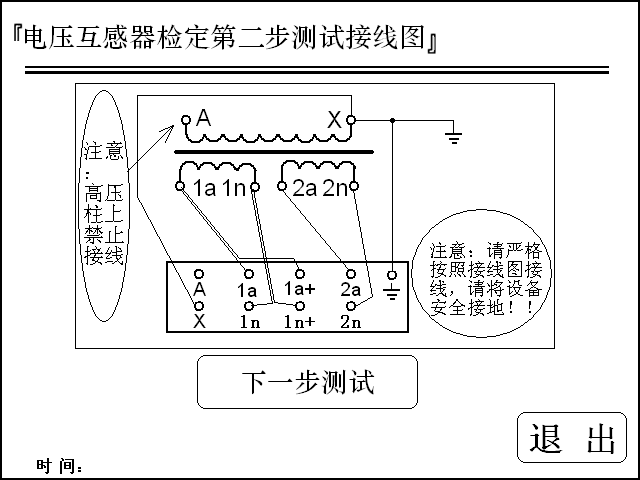 『电压互感器检定第二步测试接线图』
A X
注意
：
高 压
柱 上
禁 止
接 线
1a 1n 2a 2n
注意：请严格
按照接线图接
线，请将设备
安全接地！！
A 1a 1a+ 2a
X 1n 1n+ 2n
下一步测试
退 出
时 间：